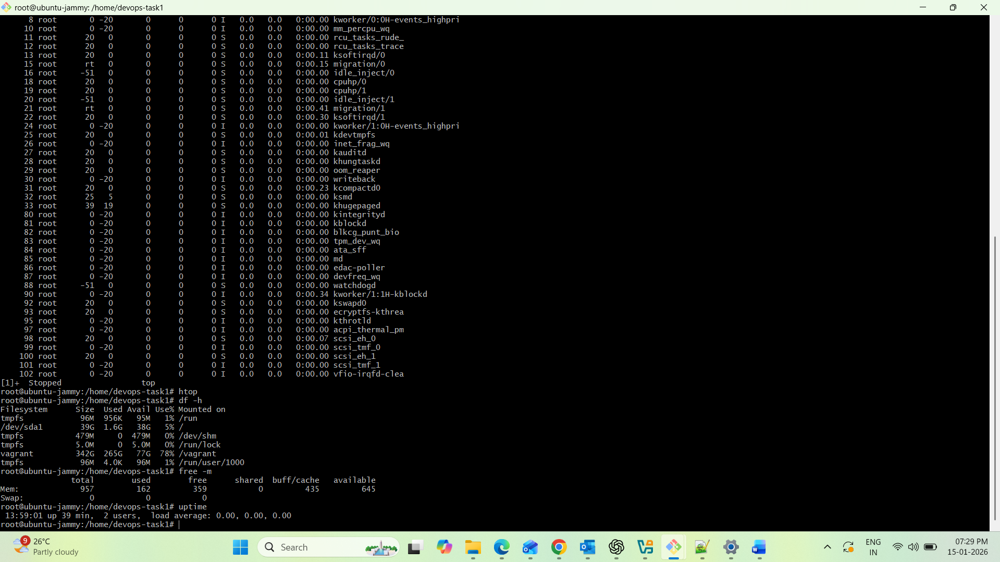 root@ubuntu-jammy: /home/devops-task1
8 root 0 -20 0 0 0 I 0.0 0.0 0:00.00 kworker/0:0H-events_highpri
10 root 0 -20 0 0 0 I 0.0 0.0 0:00.00 mm_percpu_wq
11 root 20 0 0 0 0 S 0.0 0.0 0:00.00 rcu_tasks_rude_
12 root 20 0 0 0 0 S 0.0 0.0 0:00.00 rcu_tasks_trace
13 root 20 0 0 0 0 S 0.0 0.0 0:00.11 ksoftirqd/0
15 root rt 0 0 0 0 S 0.0 0.0 0:00.15 migration/0
16 root -51 0 0 0 0 S 0.0 0.0 0:00.00 idle_inject/0
18 root 20 0 0 0 0 S 0.0 0.0 0:00.00 cpuhp/0
19 root 20 0 0 0 0 S 0.0 0.0 0:00.00 cpuhp/1
20 root -51 0 0 0 0 S 0.0 0.0 0:00.00 idle_inject/1
21 root rt 0 0 0 0 S 0.0 0.0 0:00.41 migration/1
22 root 20 0 0 0 0 S 0.0 0.0 0:00.30 ksoftirqd/1
24 root 0 -20 0 0 0 I 0.0 0.0 0:00.00 kworker/1:0H-events_highpri
25 root 20 0 0 0 0 S 0.0 0.0 0:00.01 kdevtmpfs
26 root 0 -20 0 0 0 I 0.0 0.0 0:00.00 inet_frag_wq
27 root 20 0 0 0 0 S 0.0 0.0 0:00.00 kauditd
28 root 20 0 0 0 0 S 0.0 0.0 0:00.00 khungtaskd
29 root 20 0 0 0 0 S 0.0 0.0 0:00.00 oom_reaper
30 root 0 -20 0 0 0 I 0.0 0.0 0:00.00 writeback
31 root 20 0 0 0 0 S 0.0 0.0 0:00.23 kcompactd0
32 root 25 5 0 0 0 S 0.0 0.0 0:00.00 ksmd
33 root 39 19 0 0 0 S 0.0 0.0 0:00.00 khugepaged
80 root 0 -20 0 0 0 I 0.0 0.0 0:00.00 kintegrityd
81 root 0 -20 0 0 0 I 0.0 0.0 0:00.00 kblockd
82 root 0 -20 0 0 0 I 0.0 0.0 0:00.00 blkcg_punt_bio
83 root 0 -20 0 0 0 I 0.0 0.0 0:00.00 tpm_dev_wq
84 root 0 -20 0 0 0 I 0.0 0.0 0:00.00 ata_sff
85 root 0 -20 0 0 0 I 0.0 0.0 0:00.00 md
86 root 0 -20 0 0 0 I 0.0 0.0 0:00.00 edac-poller
87 root 0 -20 0 0 0 I 0.0 0.0 0:00.00 devfreq_wq
88 root -51 0 0 0 0 S 0.0 0.0 0:00.00 watchdogd
90 root 0 -20 0 0 0 I 0.0 0.0 0:00.34 kworker/1:1H-kblockd
92 root 20 0 0 0 0 S 0.0 0.0 0:00.00 kswapd0
93 root 20 0 0 0 0 S 0.0 0.0 0:00.00 ecryptfs-kthrea
95 root 0 -20 0 0 0 I 0.0 0.0 0:00.00 kthrotld
97 root 0 -20 0 0 0 I 0.0 0.0 0:00.00 acpi_thermal_pm
98 root 20 0 0 0 0 S 0.0 0.0 0:00.07 scsi_eh_0
99 root 0 -20 0 0 0 I 0.0 0.0 0:00.00 scsi_tmf_0
100 root 20 0 0 0 0 S 0.0 0.0 0:00.00 scsi_eh_1
101 root 0 -20 0 0 0 I 0.0 0.0 0:00.00 scsi_tmf_1
102 root 0 -20 0 0 0 I 0.0 0.0 0:00.00 vfio-irqfd-clea
[1]+ Stopped top
root@ubuntu-jammy:/home/devops-task1# htop
root@ubuntu-jammy:/home/devops-task1# df -h
Filesystem Size Used Avail Use% Mounted on
tmpfs 96M 956K 95M 1% /run
/dev/sda1 39G 1.6G 38G 5% /
tmpfs 479M 0 479M 0% /dev/shm
tmpfs 5.0M 0 5.0M 0% /run/lock
vagrant 342G 265G 77G 78% /vagrant
tmpfs 96M 4.0K 96M 1% /run/user/1000
root@ubuntu-jammy:/home/devops-task1# free -m
total used free shared buff/cache available
Mem: 957 162 359 0 435 645
Swap: 0 0 0
root@ubuntu-jammy:/home/devops-task1# uptime
13:59:01 up 39 min, 2 users, load average: 0.00, 0.00, 0.00
root@ubuntu-jammy:/home/devops-task1#
9
26°C
Partly cloudy
Search
ENG
IN
07:29 PM
15-01-2026